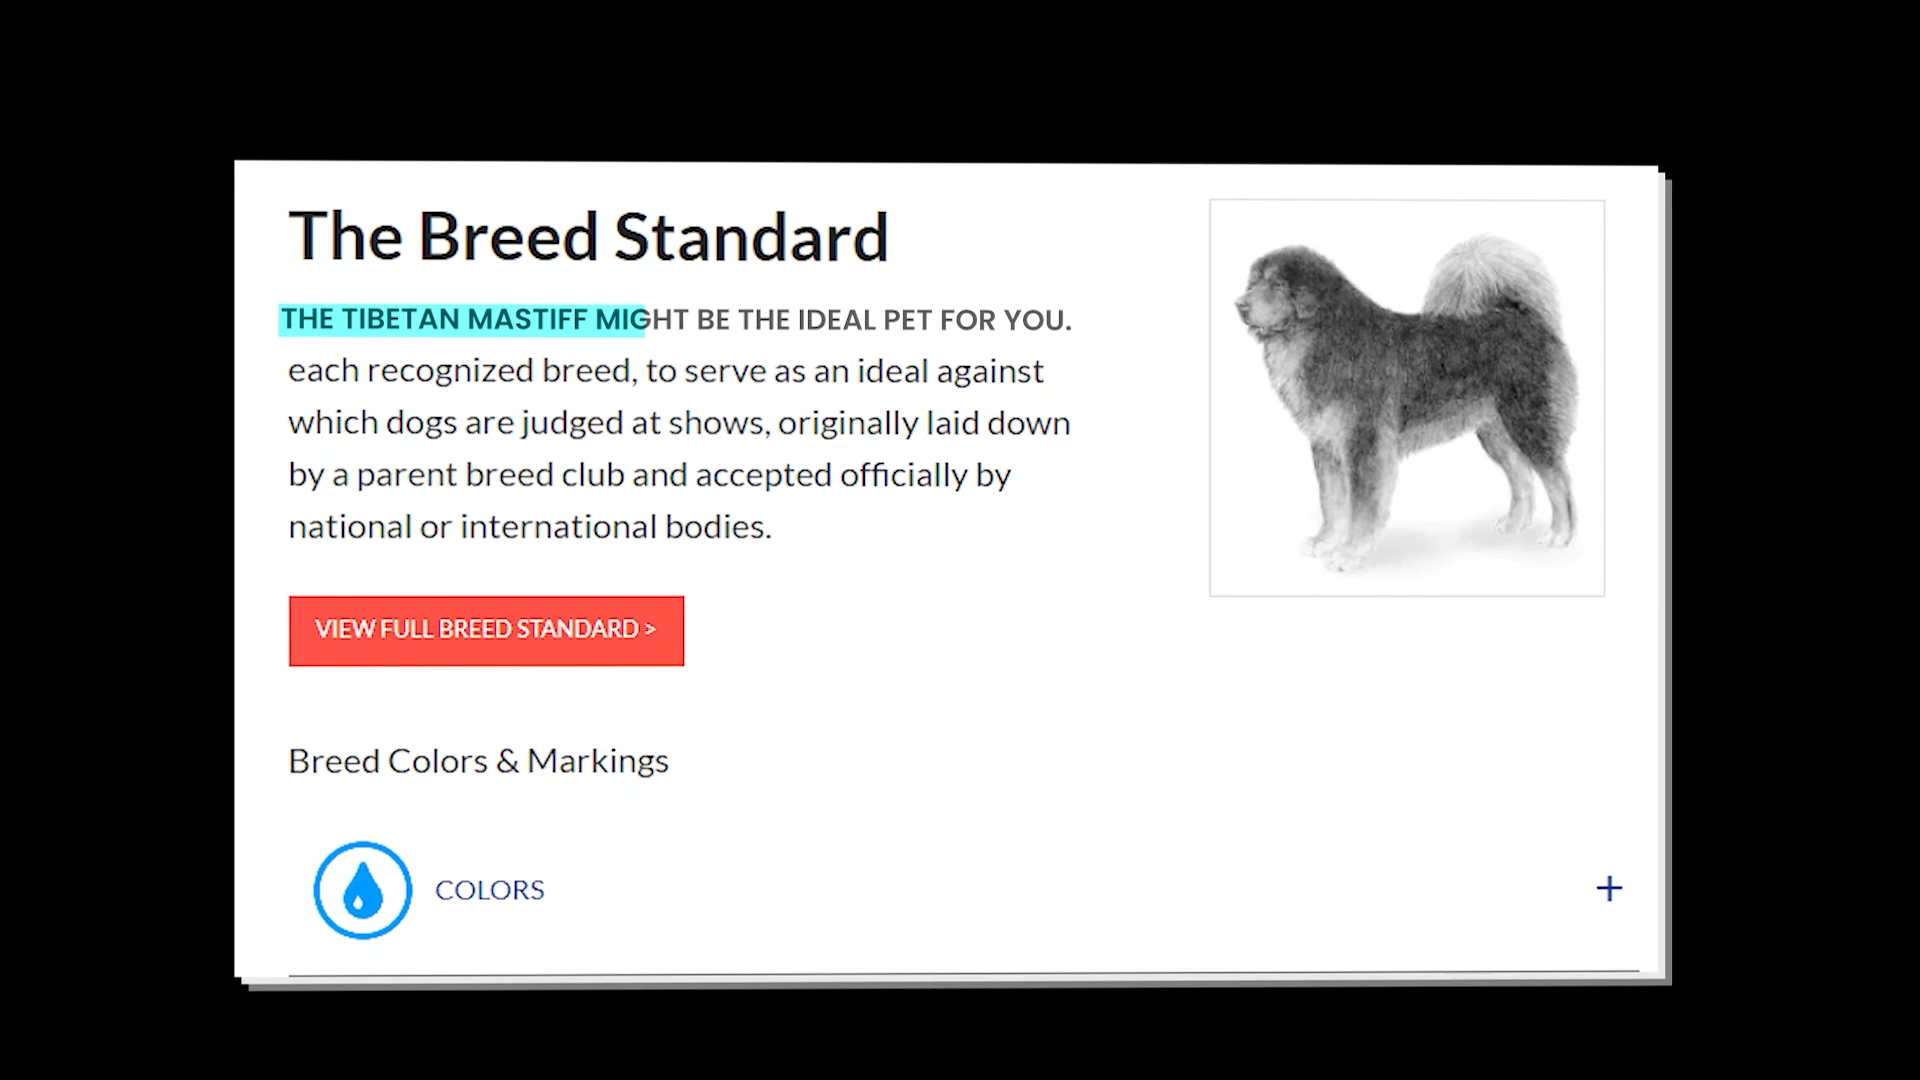 The Breed Standard
THE TIBETAN MASTIFF MIGHT BE THE IDEAL PET FOR YOU.
each recognized breed, to serve as an ideal against
which dogs are judged at shows, originally laid down
by a parent breed club and accepted officially by
national or international bodies.
VIEW FULL BREED STANDARD >
Breed Colors & Markings
COLORS
+